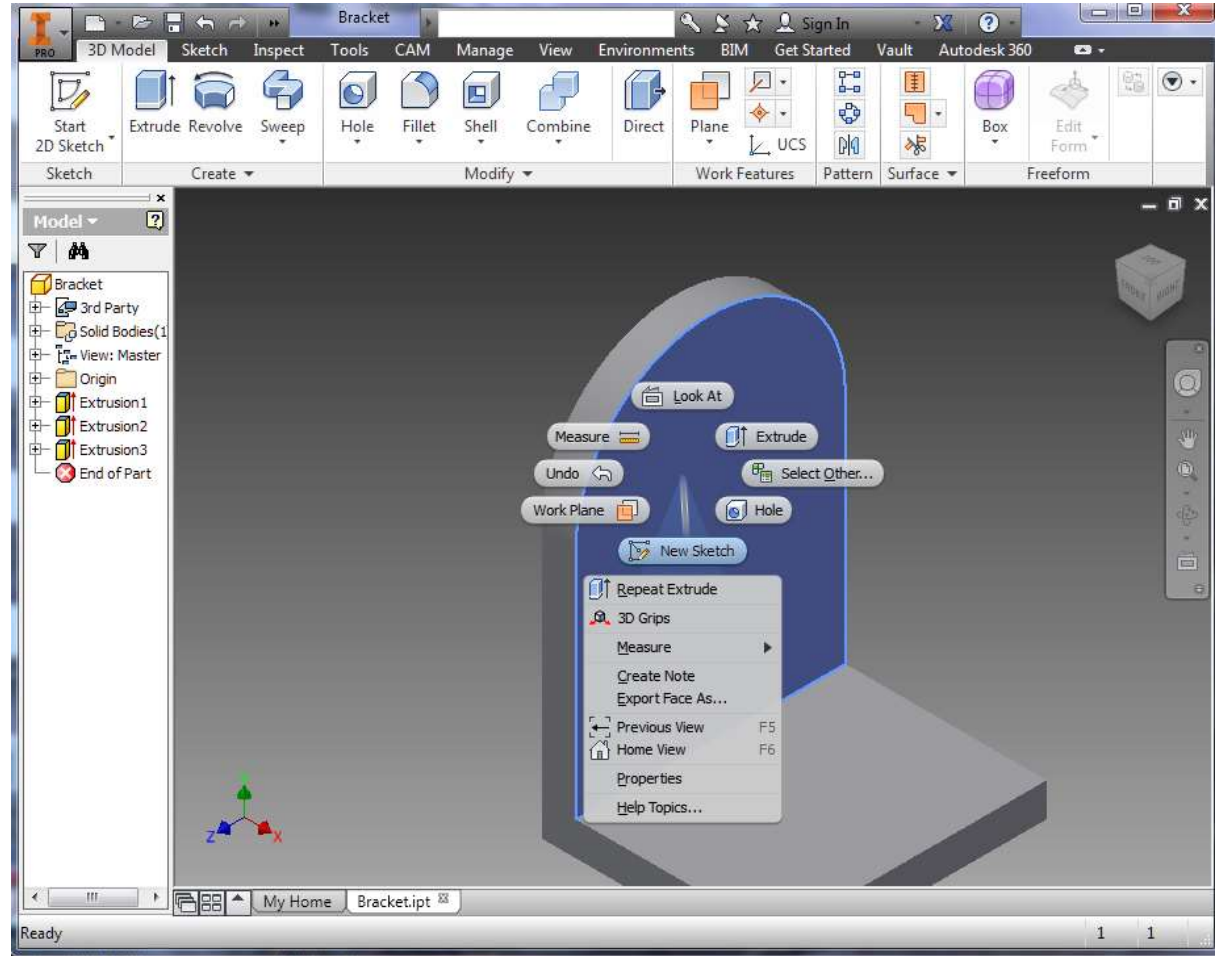 PRO
Bracket
Sign In
3D Model Sketch Inspect Tools CAM Manage View Environments BIM Get Started Vault Autodesk 360
Start
2D Sketch
Extrude Revolve Sweep
Hole Fillet Shell Combine
Direct
Plane
UCS
Box
Edit
Form
Sketch Create Modify Work Features Pattern Surface Freeform
Model
Bracket
3rd Party
Solid Bodies(1
View: Master
Origin
Extrusion1
Extrusion2
Extrusion3
End of Part
TOP
FRONT RIGHT
Look At
Measure Extrude
Undo Select Other...
Work Plane Hole
New Sketch
Repeat Extrude
3D Grips
Measure
Create Note
Export Face As...
Previous View F5
Home View F6
Properties
Help Topics...
Y
Z X
My Home Bracket.ipt
Ready 1 1